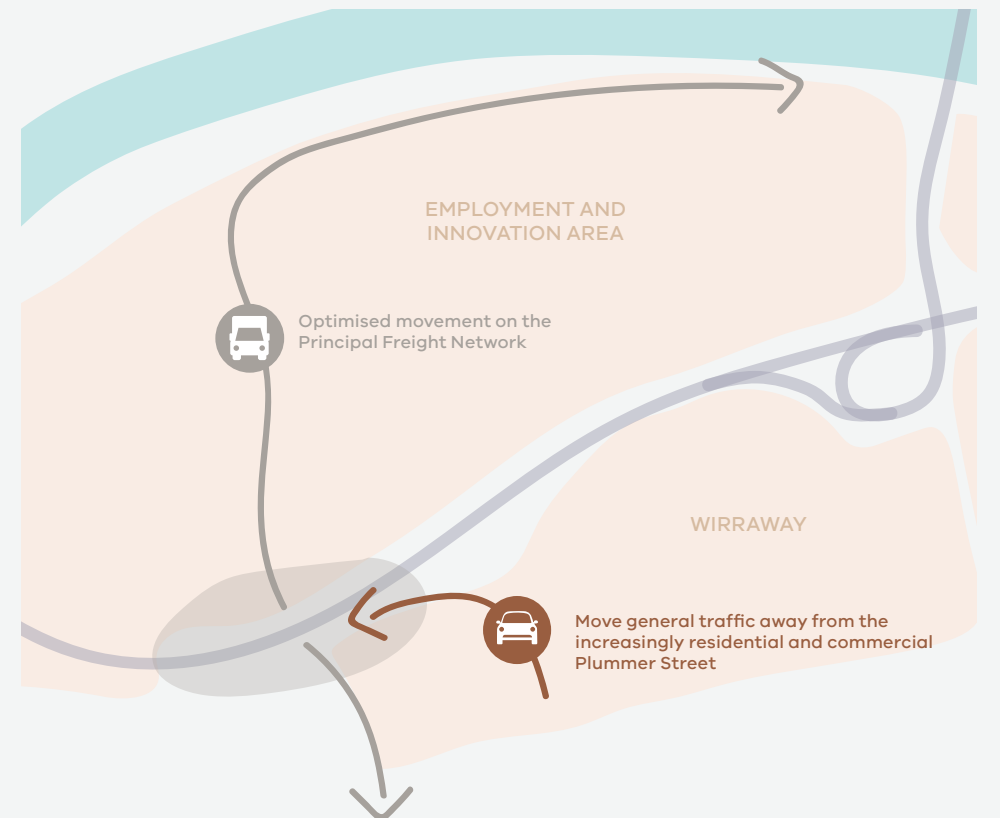 EMPLOYMENT AND
INNOVATION AREA
Optimised movement on the
Principal Freight Network
WIRRAWAY
Move general traffic away from the
increasingly residential and commercial
Plummer Street